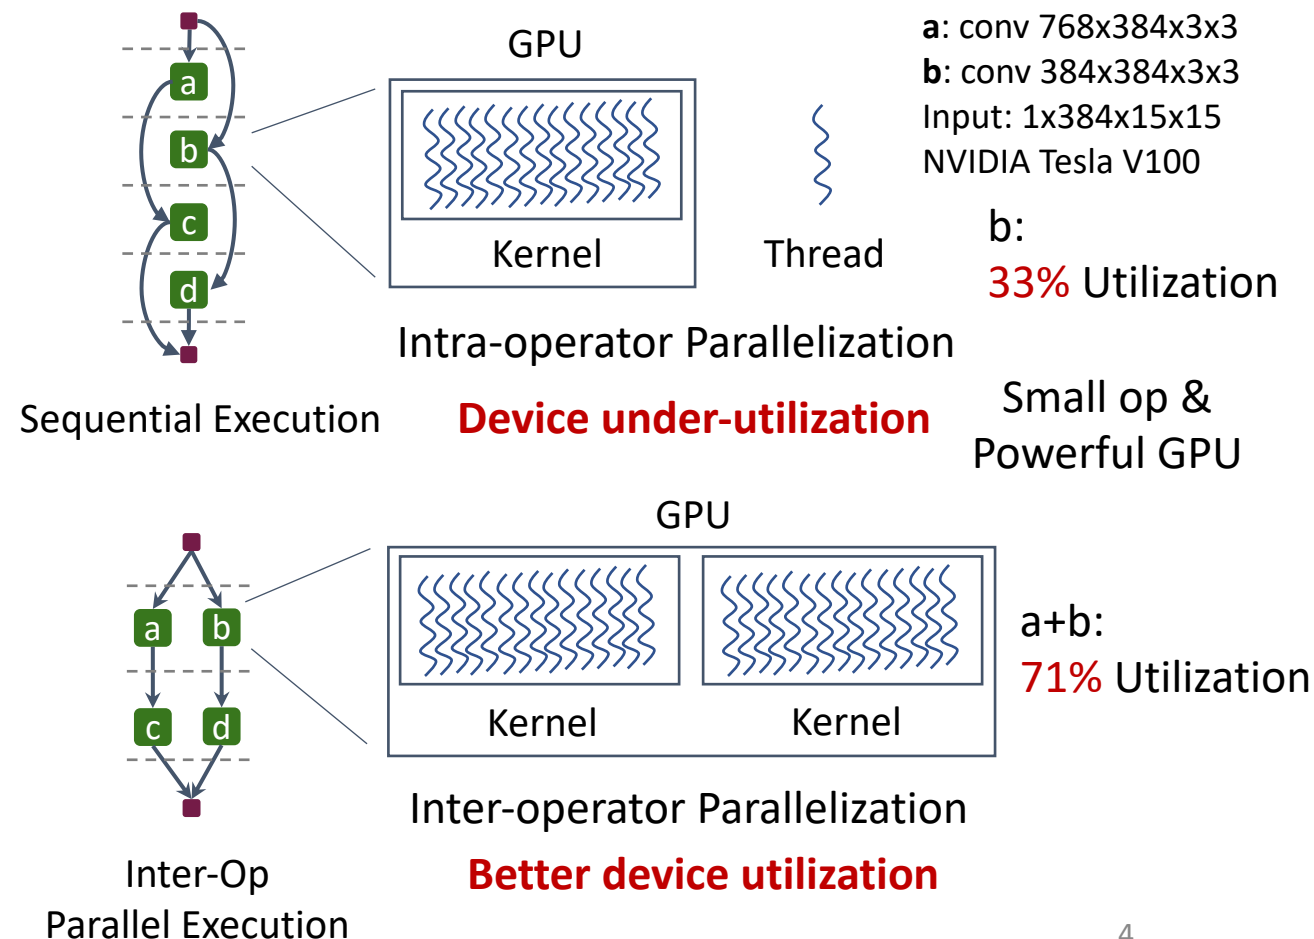 a
b
c
d
Sequential Execution
GPU
Kernel
Thread
Intra-operator Parallelization
Device under-utilization
a: conv 768x384x3x3
b: conv 384x384x3x3
Input: 1x384x15x15
NVIDIA Tesla V100
b:
33% Utilization
Small op &
Powerful GPU
a b
c d
Inter-Op
Parallel Execution
GPU
Kernel Kernel
Inter-operator Parallelization
Better device utilization
a+b:
71% Utilization
4